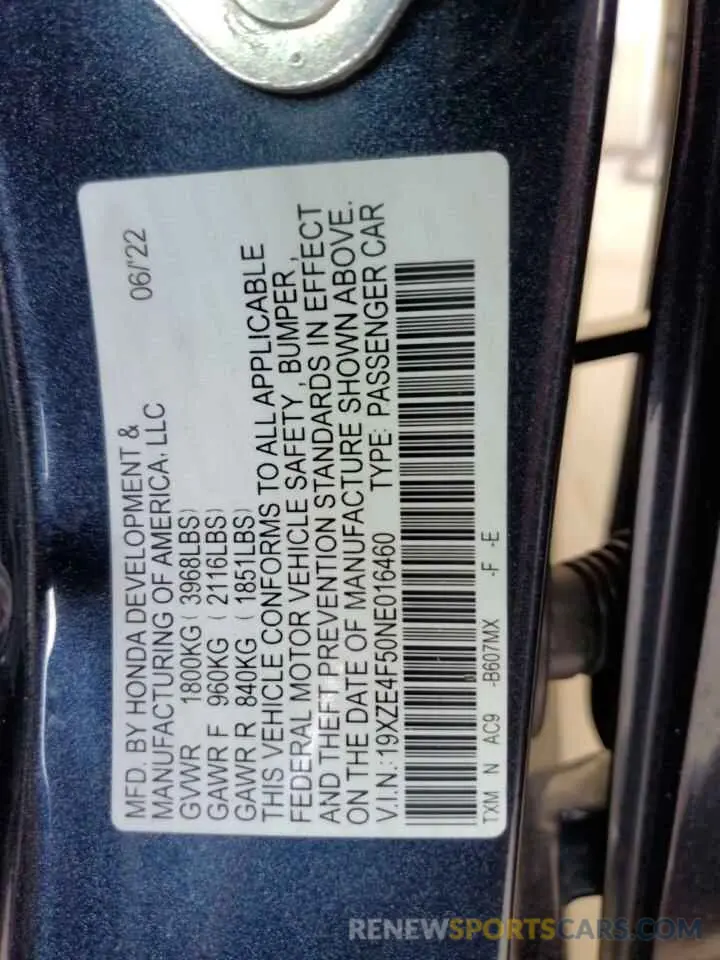 MFD. BY HONDA DEVELOPMENT & 06/'22
MANUFACTURING OF AMERICA, LLC
GVWR 1800KG ( 3968LBS)
GAWR F 960KG ( 2116LBS)
GAWR R 840KG ( 1851LBS)
THIS VEHICLE CONFORMS TO ALL APPLICABLE
FEDERAL MOTOR VEHICLE SAFETY, BUMPER,
AND THEFT PREVENTION STANDARDS IN EFFECT
ON THE DATE OF MANUFACTURE SHOWN ABOVE.
V.I.N.: 19XZE4F50NE016460 TYPE: PASSENGER CAR
TXM N AC9 -B607MX -F -E
RENEWSPORTSCARS.COM